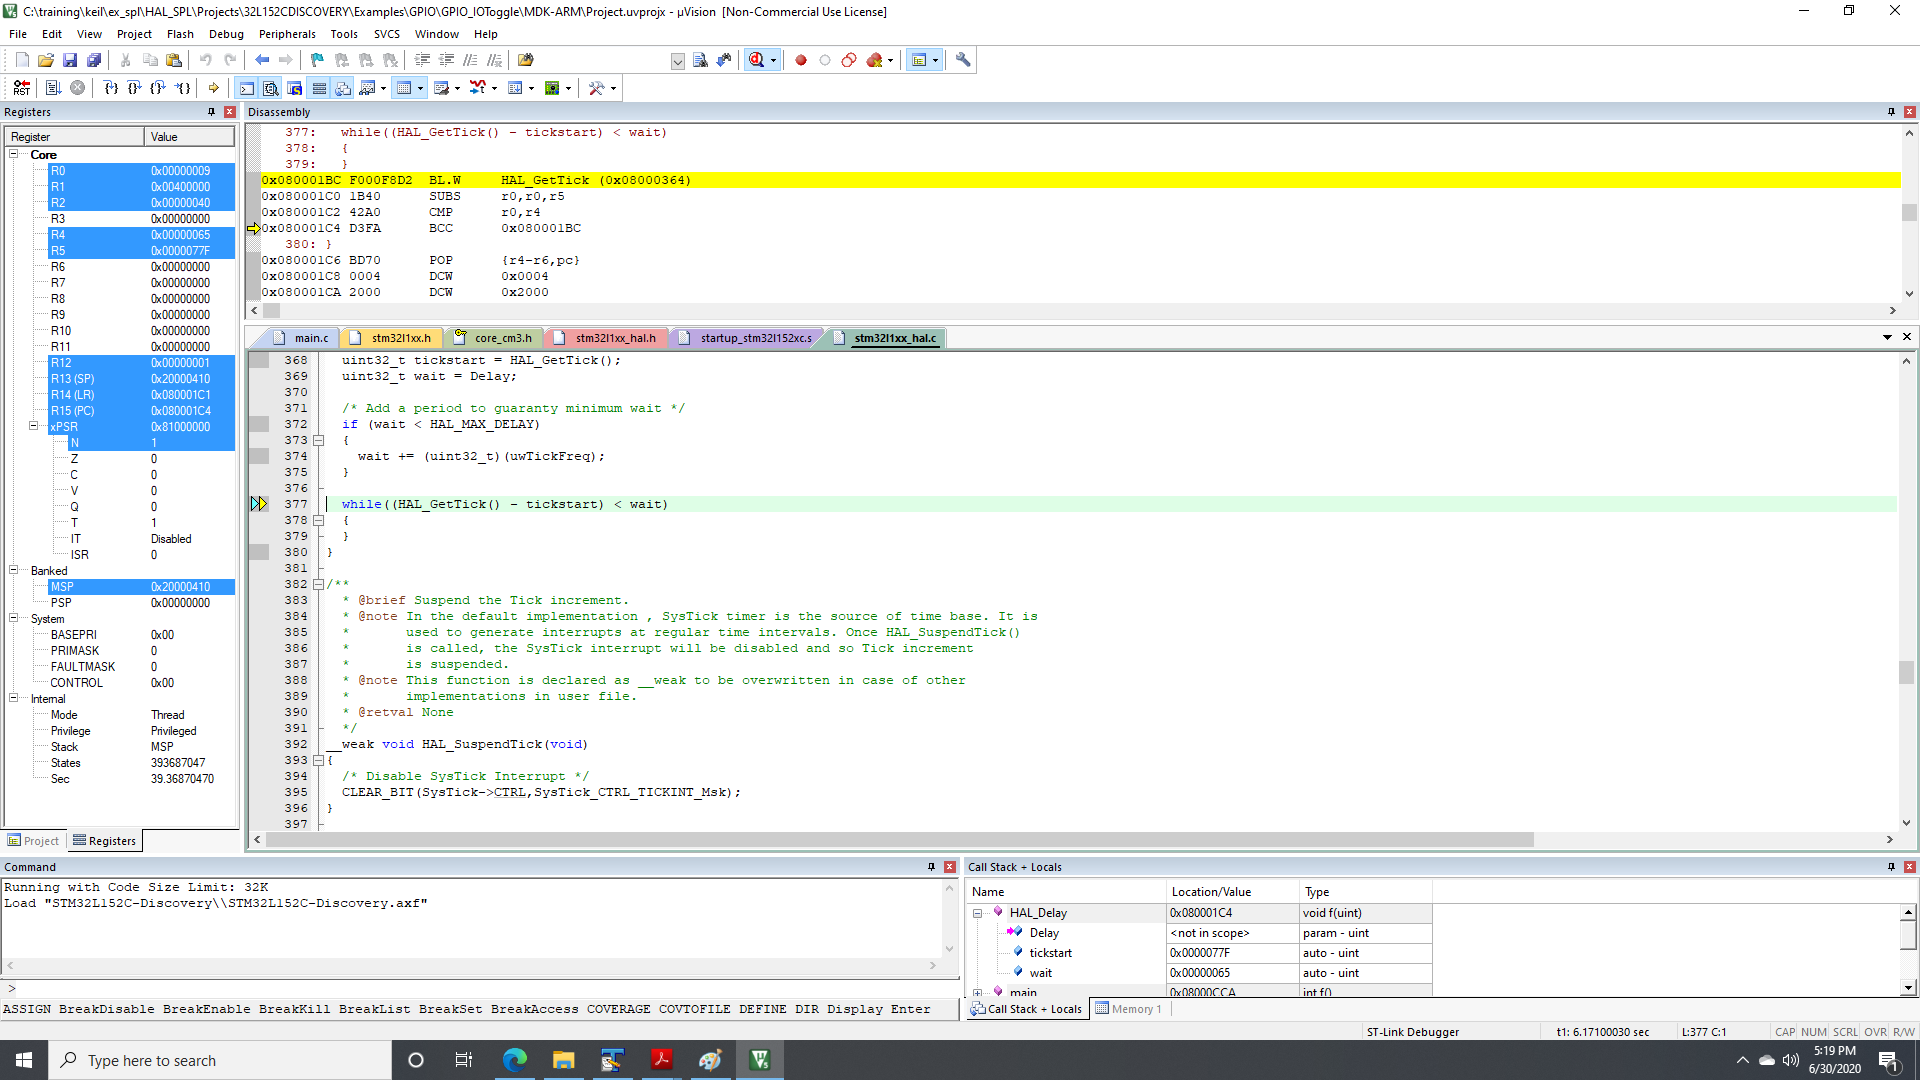 C:\training\keil\ex_spl\HAL_SPL\Projects\32L152CDISCOVERY\Examples\GPIO\GPIO_IOToggle\MDK-ARM\Project.uvprojx - µVision [Non-Commercial Use License]
File Edit View Project Flash Debug Peripherals Tools SVCS Window Help
Registers
Register Value
Core
R0 0x00000009
R1 0x00400000
R2 0x00000040
R3 0x00000000
R4 0x00000065
R5 0x0000077F
R6 0x00000000
R7 0x00000000
R8 0x00000000
R9 0x00000000
R10 0x00000000
R11 0x00000000
R12 0x00000001
R13 (SP) 0x20000410
R14 (LR) 0x080001C1
R15 (PC) 0x080001C4
xPSR 0x81000000
N 1
Z 0
C 0
V 0
Q 0
T 1
IT Disabled
ISR 0
Banked
MSP 0x20000410
PSP 0x00000000
System
BASEPRI 0x00
PRIMASK 0
FAULTMASK 0
CONTROL 0x00
Internal
Mode Thread
Privilege Privileged
Stack MSP
States 393687047
Sec 39.36870470
Project Registers
Disassembly
377: while((HAL_GetTick() - tickstart) < wait)
378: {
379: }
0x080001BC F000F8D2 BL.W HAL_GetTick (0x08000364)
0x080001C0 1B40 SUBS r0,r0,r5
0x080001C2 42A0 CMP r0,r4
0x080001C4 D3FA BCC 0x080001BC
380: }
0x080001C6 BD70 POP {r4-r6,pc}
0x080001C8 0004 DCW 0x0004
0x080001CA 2000 DCW 0x2000
main.c stm32l1xx.h core_cm3.h stm32l1xx_hal.h startup_stm32l152xc.s stm32l1xx_hal.c
368 uint32_t tickstart = HAL_GetTick();
369 uint32_t wait = Delay;
370
371 /* Add a period to guaranty minimum wait */
372 if (wait < HAL_MAX_DELAY)
373 {
374 wait += (uint32_t)(uwTickFreq);
375 }
376
377 while((HAL_GetTick() - tickstart) < wait)
378 {
379 }
380 }
381
382 /**
383 * @brief Suspend the Tick increment.
384 * @note In the default implementation , SysTick timer is the source of time base. It is
385 * used to generate interrupts at regular time intervals. Once HAL_SuspendTick()
386 * is called, the SysTick interrupt will be disabled and so Tick increment
387 * is suspended.
388 * @note This function is declared as __weak to be overwritten in case of other
389 * implementations in user file.
390 * @retval None
391 */
392 __weak void HAL_SuspendTick(void)
393 {
394 /* Disable SysTick Interrupt */
395 CLEAR_BIT(SysTick->CTRL,SysTick_CTRL_TICKINT_Msk);
396 }
397
Command
Running with Code Size Limit: 32K
Load "STM32L152C-Discovery\\STM32L152C-Discovery.axf"
>
ASSIGN BreakDisable BreakEnable BreakKill BreakList BreakSet BreakAccess COVERAGE COVTOFILE DEFINE DIR Display Enter
Call Stack + Locals
Name Location/Value Type
HAL_Delay 0x080001C4 void f(uint)
Delay <not in scope> param - uint
tickstart 0x0000077F auto - uint
wait 0x00000065 auto - uint
main 0x08000CCA int f()
Call Stack + Locals Memory 1
ST-Link Debugger t1: 6.17100030 sec L:377 C:1 CAP NUM SCRL OVR R/W
Type here to search
5:19 PM
6/30/2020
1